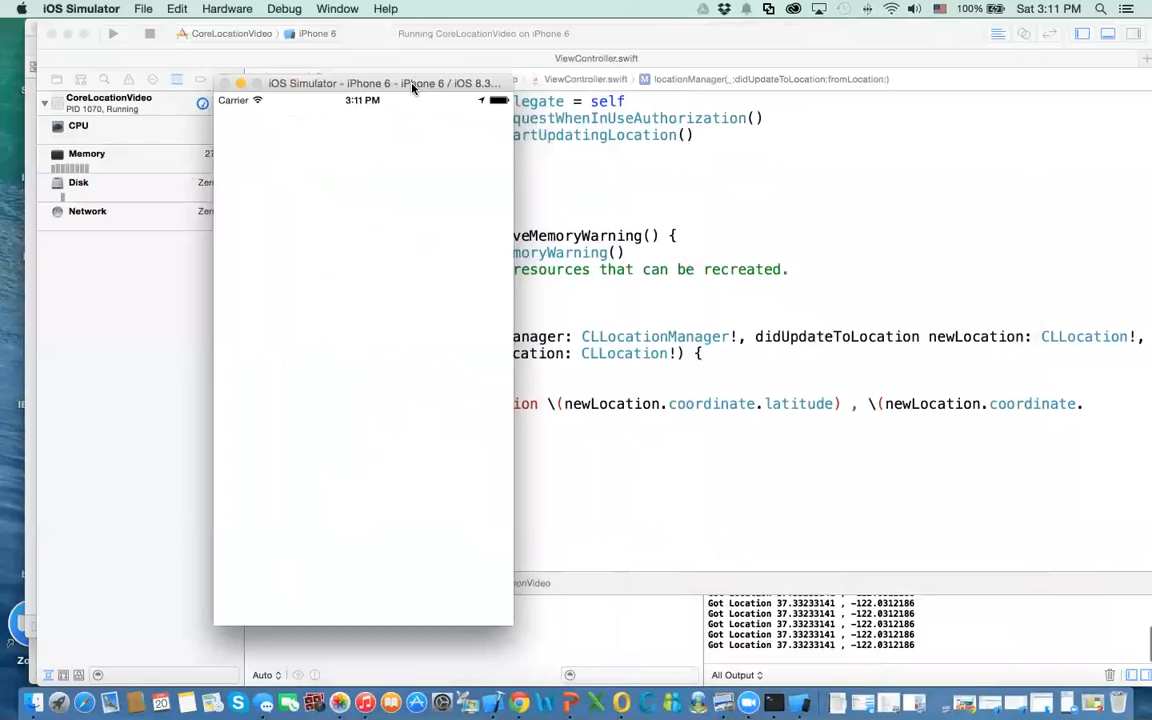 iOS Simulator File Edit Hardware Debug Window Help 100% Sat 3:11 PM
CoreLocationVideo iPhone 6 Running CoreLocationVideo on iPhone 6
ViewController.swift
iOS Simulator - iPhone 6 - iPhone 6 / iOS 8.3...
ViewController.swift M locationManager(_:didUpdateToLocation:fromLocation:)
CoreLocationVideo
PID 1070, Running
Carrier 3:11 PM
CPU
Memory 27
Disk Zero
Network Zero
legate = self
questWhenInUseAuthorization()
artUpdatingLocation()
veMemoryWarning() {
moryWarning()
resources that can be recreated.
anager: CLLocationManager!, didUpdateToLocation newLocation: CLLocation!,
cation: CLLocation!) {
ion \(newLocation.coordinate.latitude) , \(newLocation.coordinate.
onVideo
Got Location 37.33233141 , -122.0312186
Got Location 37.33233141 , -122.0312186
Got Location 37.33233141 , -122.0312186
Got Location 37.33233141 , -122.0312186
Got Location 37.33233141 , -122.0312186
Auto
All Output
20